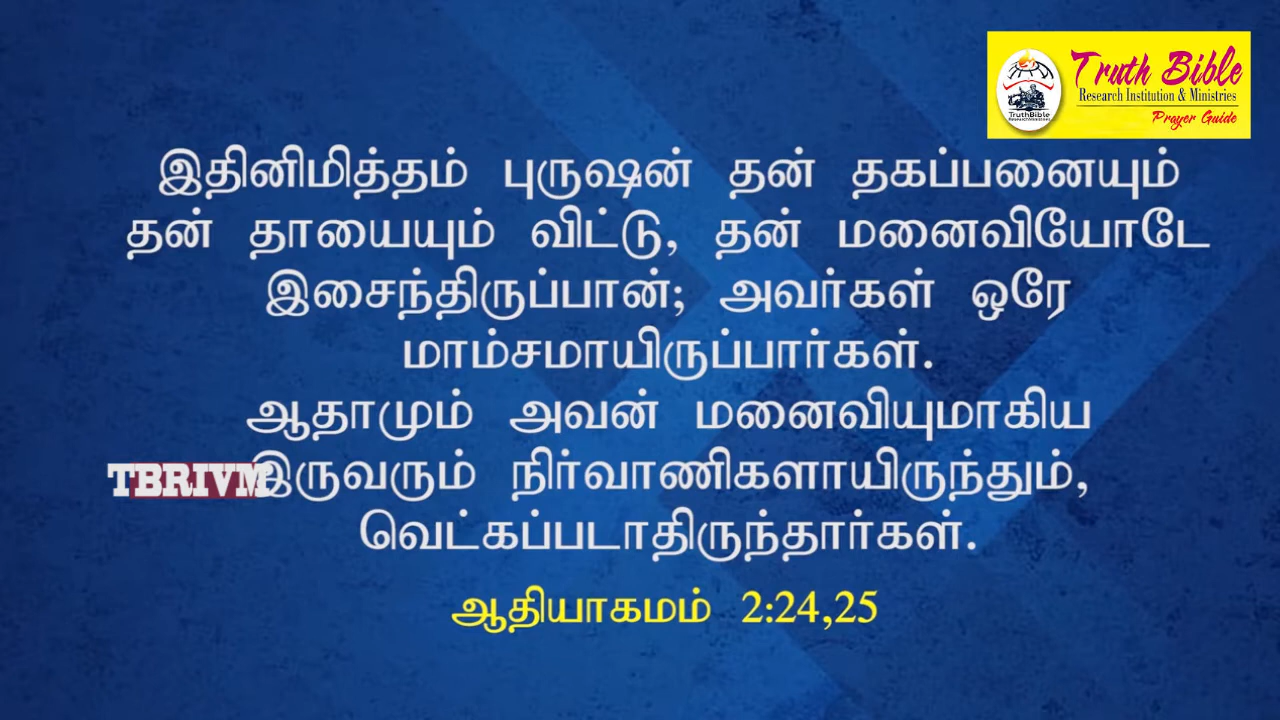 Truth Bible
Research Institution & Ministries
Prayer Guide
TruthBible
இதினிமித்தம் புருஷன் தன் தகப்பனையும்
தன் தாயையும் விட்டு, தன் மனைவியோடே
இசைந்திருப்பான்; அவர்கள் ஒரே
மாம்சமாயிருப்பார்கள்.
ஆதாமும் அவன் மனைவியுமாகிய
TBRIVM
இருவரும் நிர்வாணிகளாயிருந்தும்,
வெட்கப்படாதிருந்தார்கள்.
ஆதியாகமம் 2:24,25